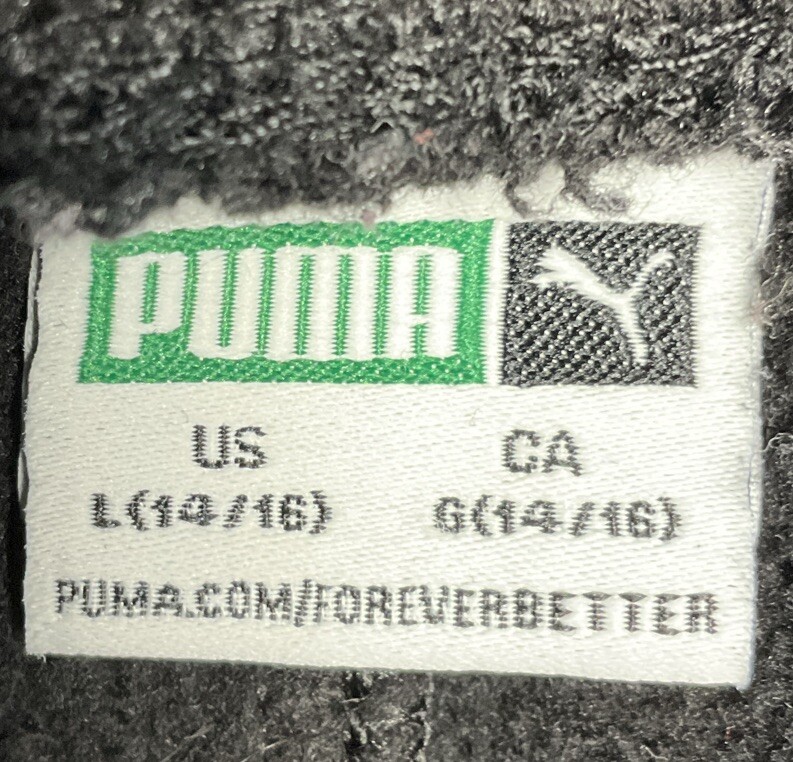 PUMA
US CA
L(14/16) G(14/16)
PUMA.COM/FOREVERBETTER